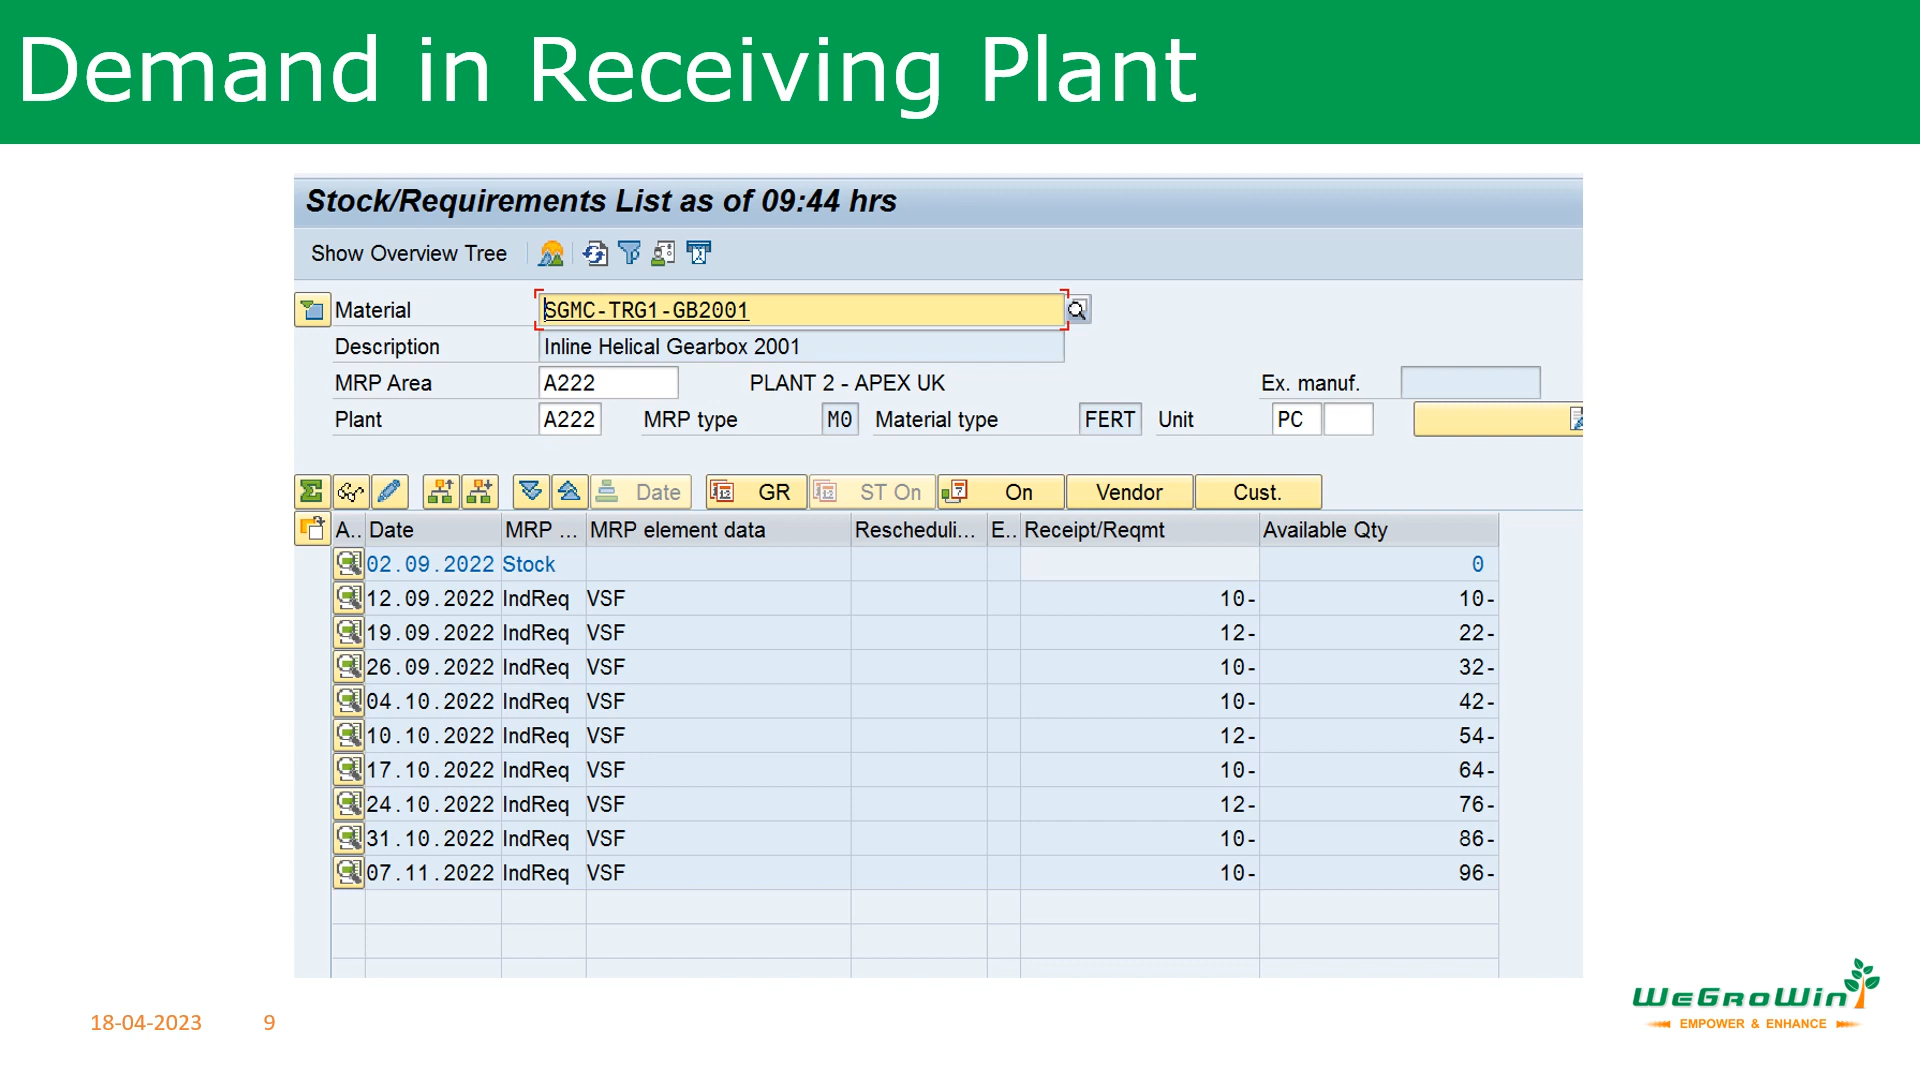 Demand in Receiving Plant
Stock/Requirements List as of 09:44 hrs
Show Overview Tree
Material SGMC-TRG1-GB2001
Description Inline Helical Gearbox 2001
MRP Area A222 PLANT 2 - APEX UK Ex. manuf.
Plant A222 MRP type M0 Material type FERT Unit PC
Date GR ST On On Vendor Cust.
A.. Date MRP ... MRP element data Rescheduli... E.. Receipt/Reqmt Available Qty
02.09.2022 Stock 0
12.09.2022 IndReq VSF 10- 10-
19.09.2022 IndReq VSF 12- 22-
26.09.2022 IndReq VSF 10- 32-
04.10.2022 IndReq VSF 10- 42-
10.10.2022 IndReq VSF 12- 54-
17.10.2022 IndReq VSF 10- 64-
24.10.2022 IndReq VSF 12- 76-
31.10.2022 IndReq VSF 10- 86-
07.11.2022 IndReq VSF 10- 96-
WeGroWin
EMPOWER & ENHANCE
18-04-2023 9